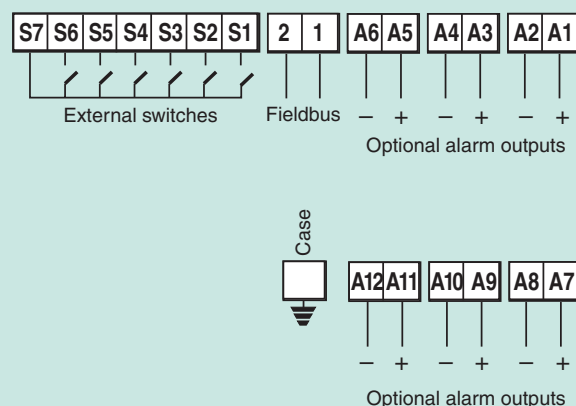 S7 S6 S5 S4 S3 S2 S1 2 1 A6 A5 A4 A3 A2 A1
External switches Fieldbus − + − + − +
Optional alarm outputs
Case
A12 A11 A10 A9 A8 A7
− + − + − +
Optional alarm outputs